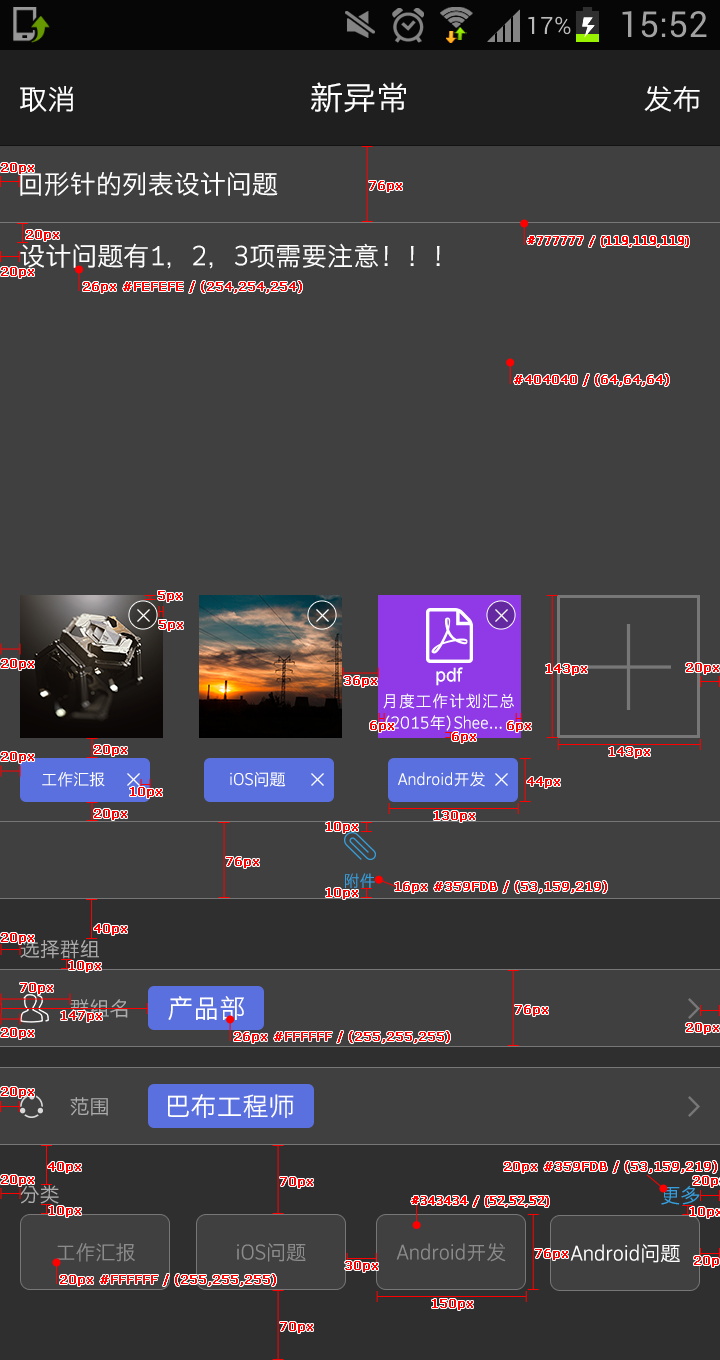 17% 15:52
取消 新异常 发布
20px
回形针的列表设计问题
76px
20px
#777777 / (119,119,119)
设计问题有1，2，3项需要注意！！！
20px
26px #FEFEFE / (254,254,254)
#404040 / (64,64,64)
5px
5px
20px
36px
pdf
月度工作计划汇总
(2015年)Shee...
6px
6px
6px
143px
20px
143px
20px
20px
工作汇报
10px
iOS问题
Android开发
44px
20px
130px
10px
76px
附件
16px #359FDB / (53,159,219)
10px
40px
20px
选择群组
10px
70px
群组名
147px
20px
产品部
26px #FFFFFF / (255,255,255)
76px
20px
20px
范围
巴布工程师
40px
70px
20px #359FDB / (53,159,219)
20px
分类
10px
更多
20px
10px
#343434 / (52,52,52)
工作汇报
iOS问题
30px
Android开发
76px
Android问题
20px
20px #FFFFFF / (255,255,255)
150px
70px